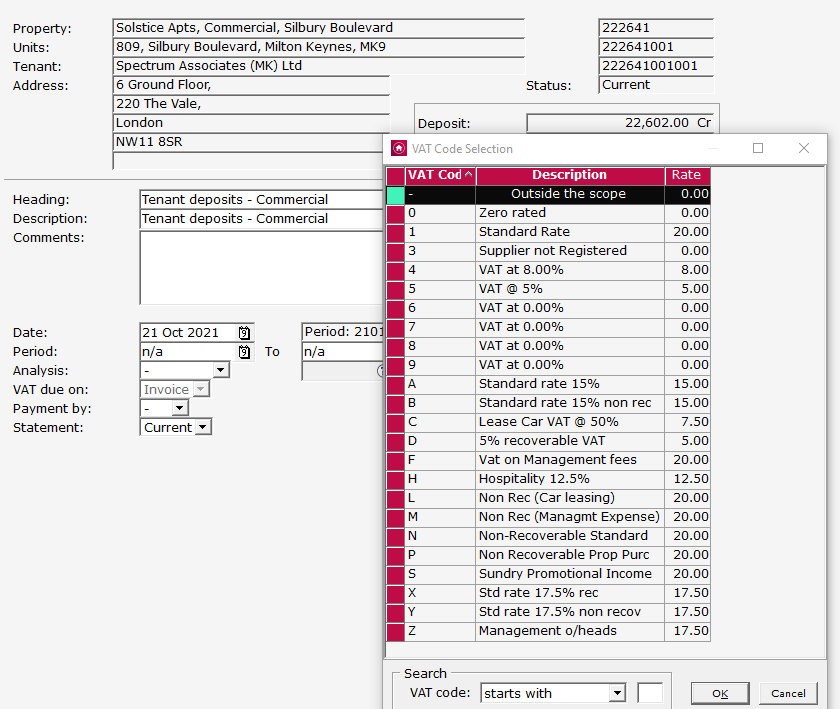 Property: Solstice Apts, Commercial, Silbury Boulevard 222641
Units: 809, Silbury Boulevard, Milton Keynes, MK9 222641001
Tenant: Spectrum Associates (MK) Ltd 222641001001
Address: 6 Ground Floor, Status: Current
220 The Vale,
London Deposit: 22,602.00 Cr
NW11 8SR
Heading: Tenant deposits - Commercial
Description: Tenant deposits - Commercial
Comments:
Date: 21 Oct 2021 Period: 2101
Period: n/a To n/a
Analysis: -
VAT due on: Invoice
Payment by: -
Statement: Current
VAT Code Selection
VAT Cod Description Rate
- Outside the scope 0.00
0 Zero rated 0.00
1 Standard Rate 20.00
3 Supplier not Registered 0.00
4 VAT at 8.00% 8.00
5 VAT @ 5% 5.00
6 VAT at 0.00% 0.00
7 VAT at 0.00% 0.00
8 VAT at 0.00% 0.00
9 VAT at 0.00% 0.00
A Standard rate 15% 15.00
B Standard rate 15% non rec 15.00
C Lease Car VAT @ 50% 7.50
D 5% recoverable VAT 5.00
F Vat on Management fees 20.00
H Hospitality 12.5% 12.50
L Non Rec (Car leasing) 20.00
M Non Rec (Managmt Expense) 20.00
N Non-Recoverable Standard 20.00
P Non Recoverable Prop Purc 20.00
S Sundry Promotional Income 20.00
X Std rate 17.5% rec 17.50
Y Std rate 17.5% non recov 17.50
Z Management o/heads 17.50
Search
VAT code: starts with OK Cancel